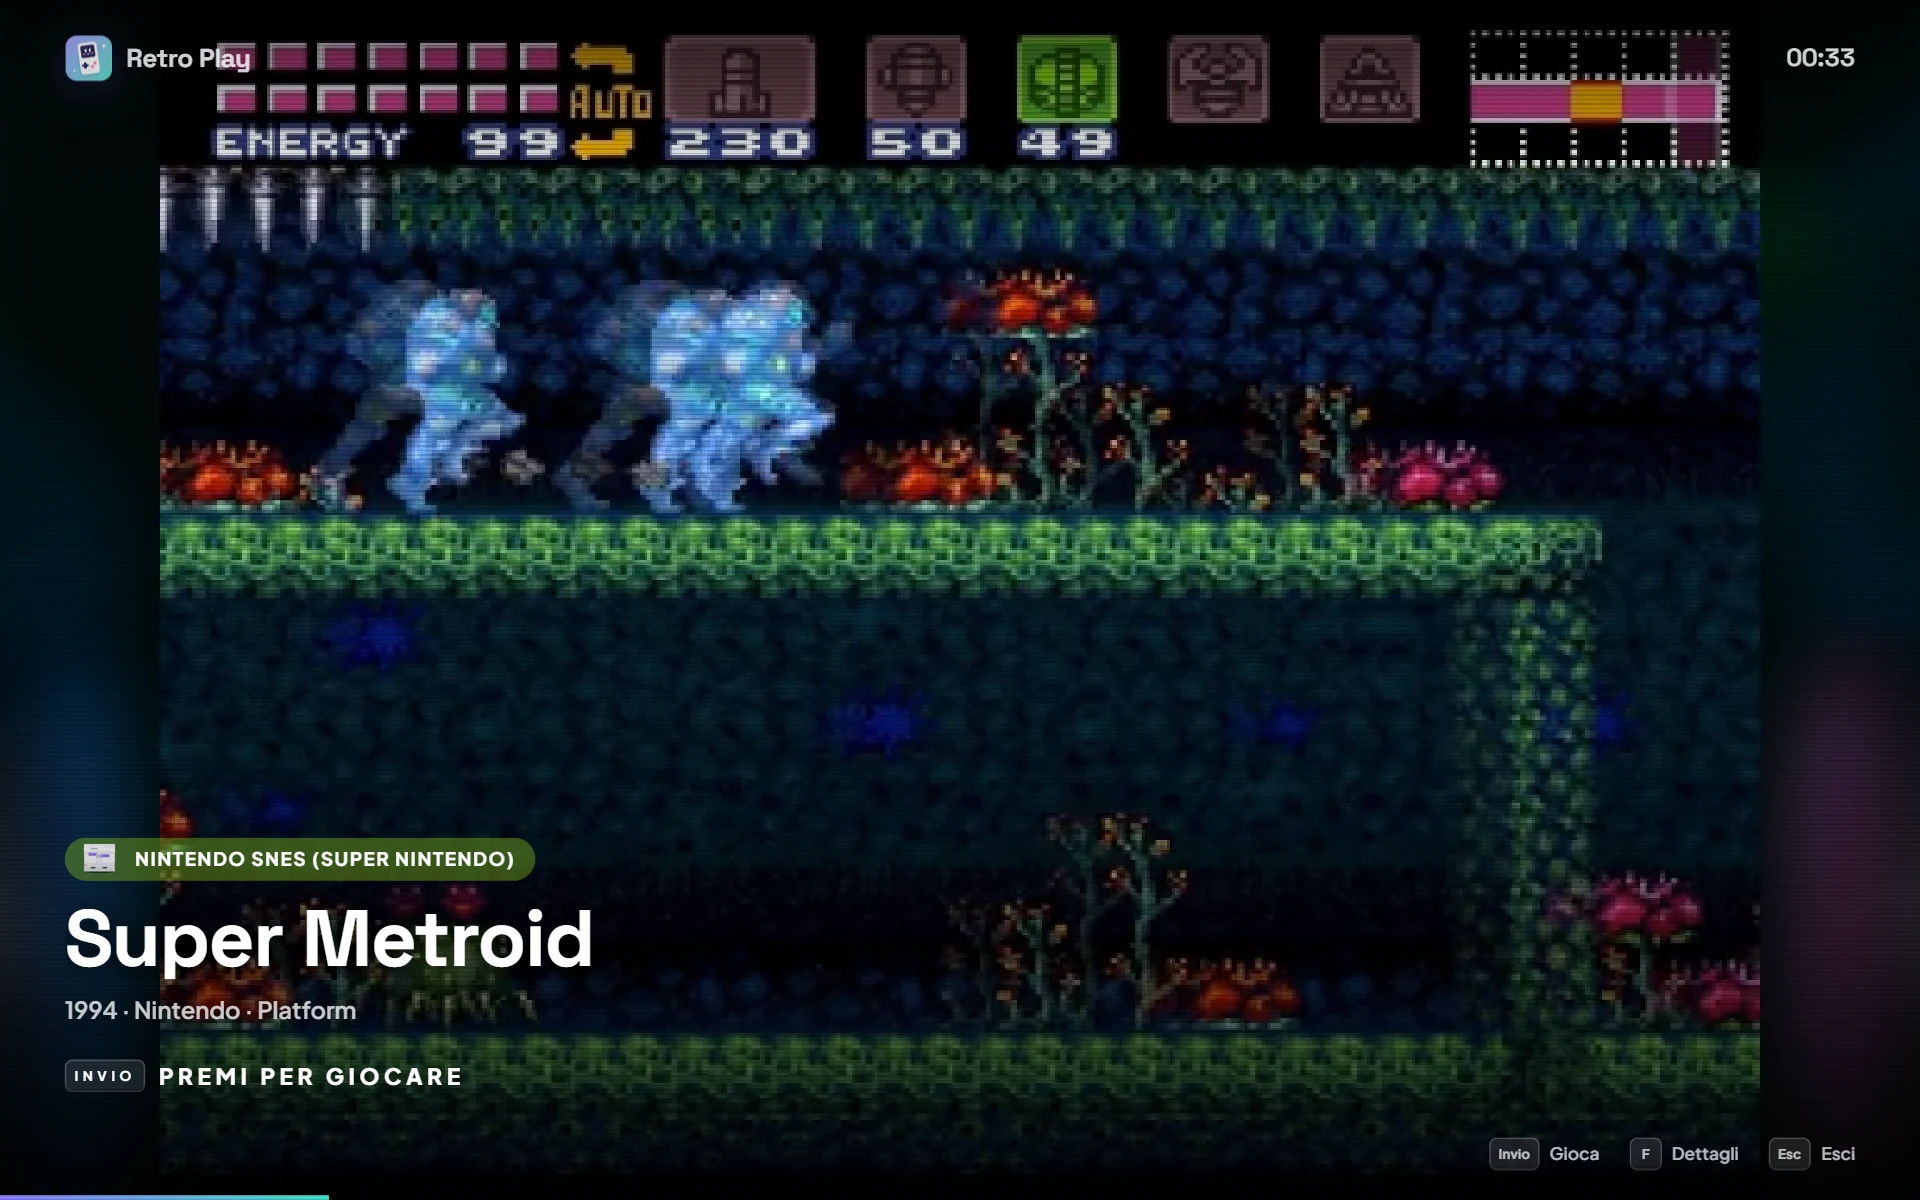 Retro Play
00:33
AUTO
ENERGY 99 230 50 49
NINTENDO SNES (SUPER NINTENDO)
Super Metroid
1994 · Nintendo · Platform
INVIO PREMI PER GIOCARE
Invio Gioca F Dettagli Esc Esci